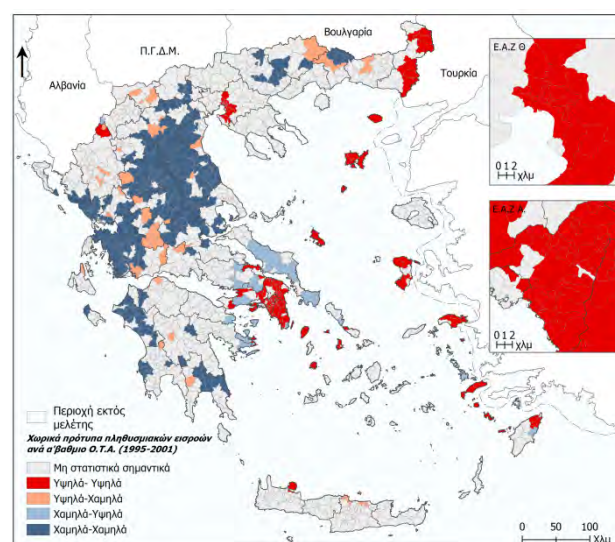 Βουλγαρία
Π.Γ.Δ.Μ.
Αλβανία
Τουρκία
Ε.Α.Ζ Θ
0 1 2
χλμ
Ε.Α.Ζ Α.
0 1 2
χλμ
Περιοχή εκτός
μελέτης
Χωρικά πρότυπα πληθυσμιακών εισροών
ανά α'βαθμιο Ο.Τ.Α. (1995-2001)
Μη στατιστικά σημαντικά
Υψηλά- Υψηλά
Υψηλά-Χαμηλά
Χαμηλά-Υψηλά
Χαμηλά-Χαμηλά
0 50 100
Χλμ